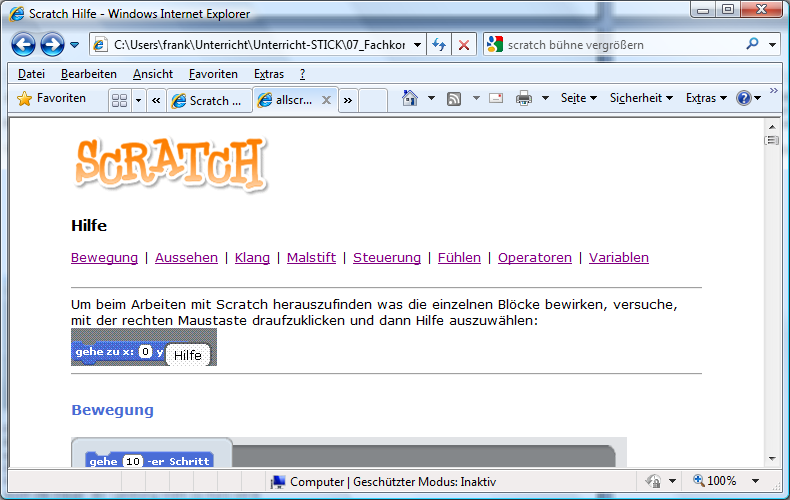 Scratch Hilfe - Windows Internet Explorer
C:\Users\frank\Unterricht\Unterricht-STICK\07_Fachkor
scratch bühne vergrößern
Datei Bearbeiten Ansicht Favoriten Extras ?
Favoriten « Scratch ... allscr... » Seite Sicherheit Extras »
SCRATCH
Hilfe
Bewegung | Aussehen | Klang | Malstift | Steuerung | Fühlen | Operatoren | Variablen
Um beim Arbeiten mit Scratch herauszufinden was die einzelnen Blöcke bewirken, versuche,
mit der rechten Maustaste draufzuklicken und dann Hilfe auszuwählen:
gehe zu x: 0 y Hilfe
Bewegung
gehe 10 -er Schritt
Computer | Geschützter Modus: Inaktiv 100%